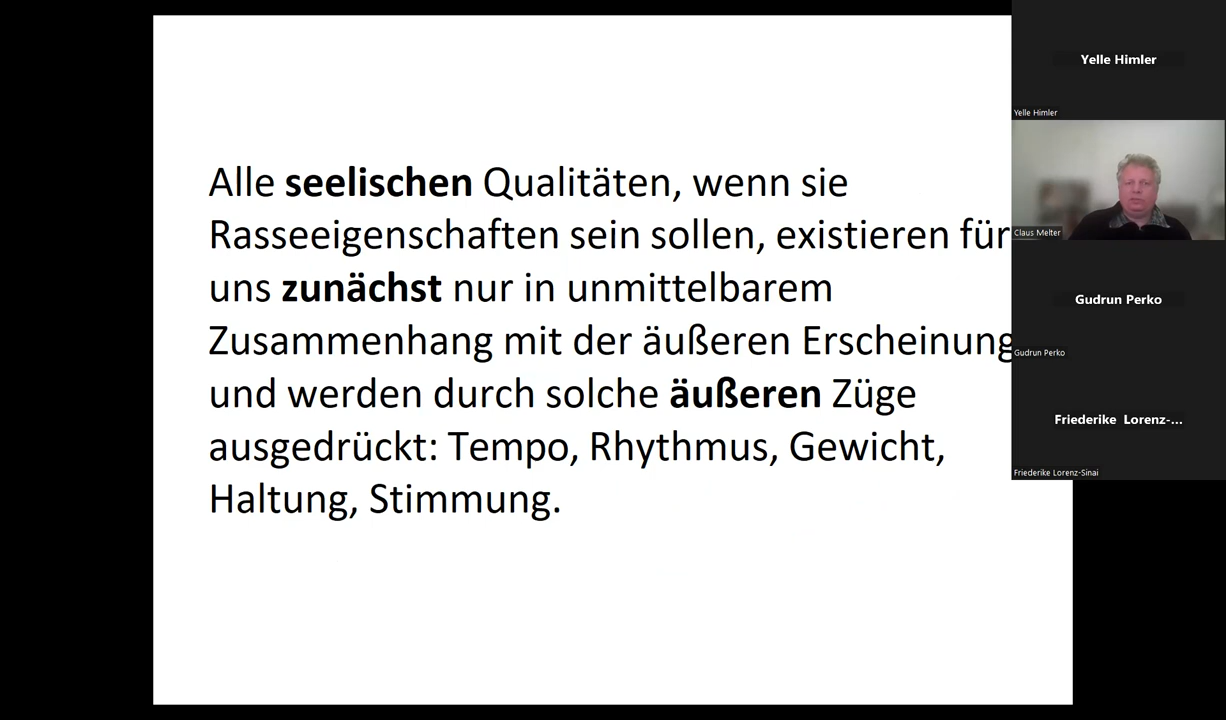 Alle seelischen Qualitäten, wenn sie
Rasseeigenschaften sein sollen, existieren für
uns zunächst nur in unmittelbarem
Zusammenhang mit der äußeren Erscheinung
und werden durch solche äußeren Züge
ausgedrückt: Tempo, Rhythmus, Gewicht,
Haltung, Stimmung.
Yelle Himler
Yelle Himler
Claus Melter
Gudrun Perko
Gudrun Perko
Friederike Lorenz-...
Friederike Lorenz-Sinai